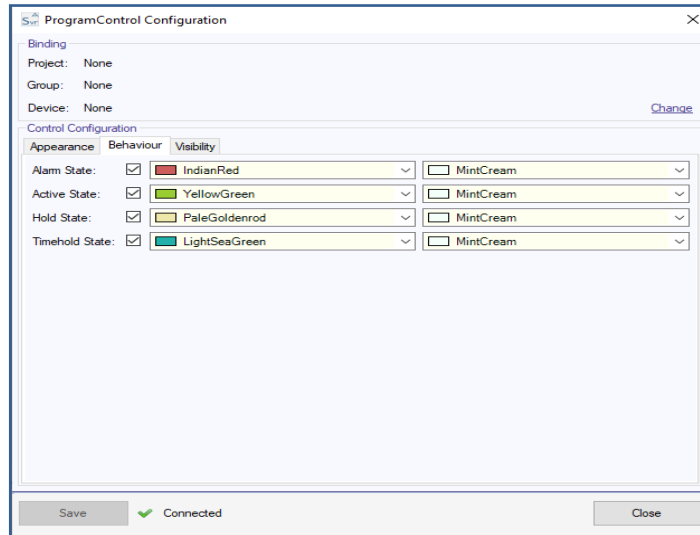 ProgramControl Configuration
Binding
Project: None
Group: None
Device: None Change
Control Configuration
Appearance Behaviour Visibility
Alarm State: IndianRed MintCream
Active State: YellowGreen MintCream
Hold State: PaleGoldenrod MintCream
Timehold State: LightSeaGreen MintCream
Save Connected Close